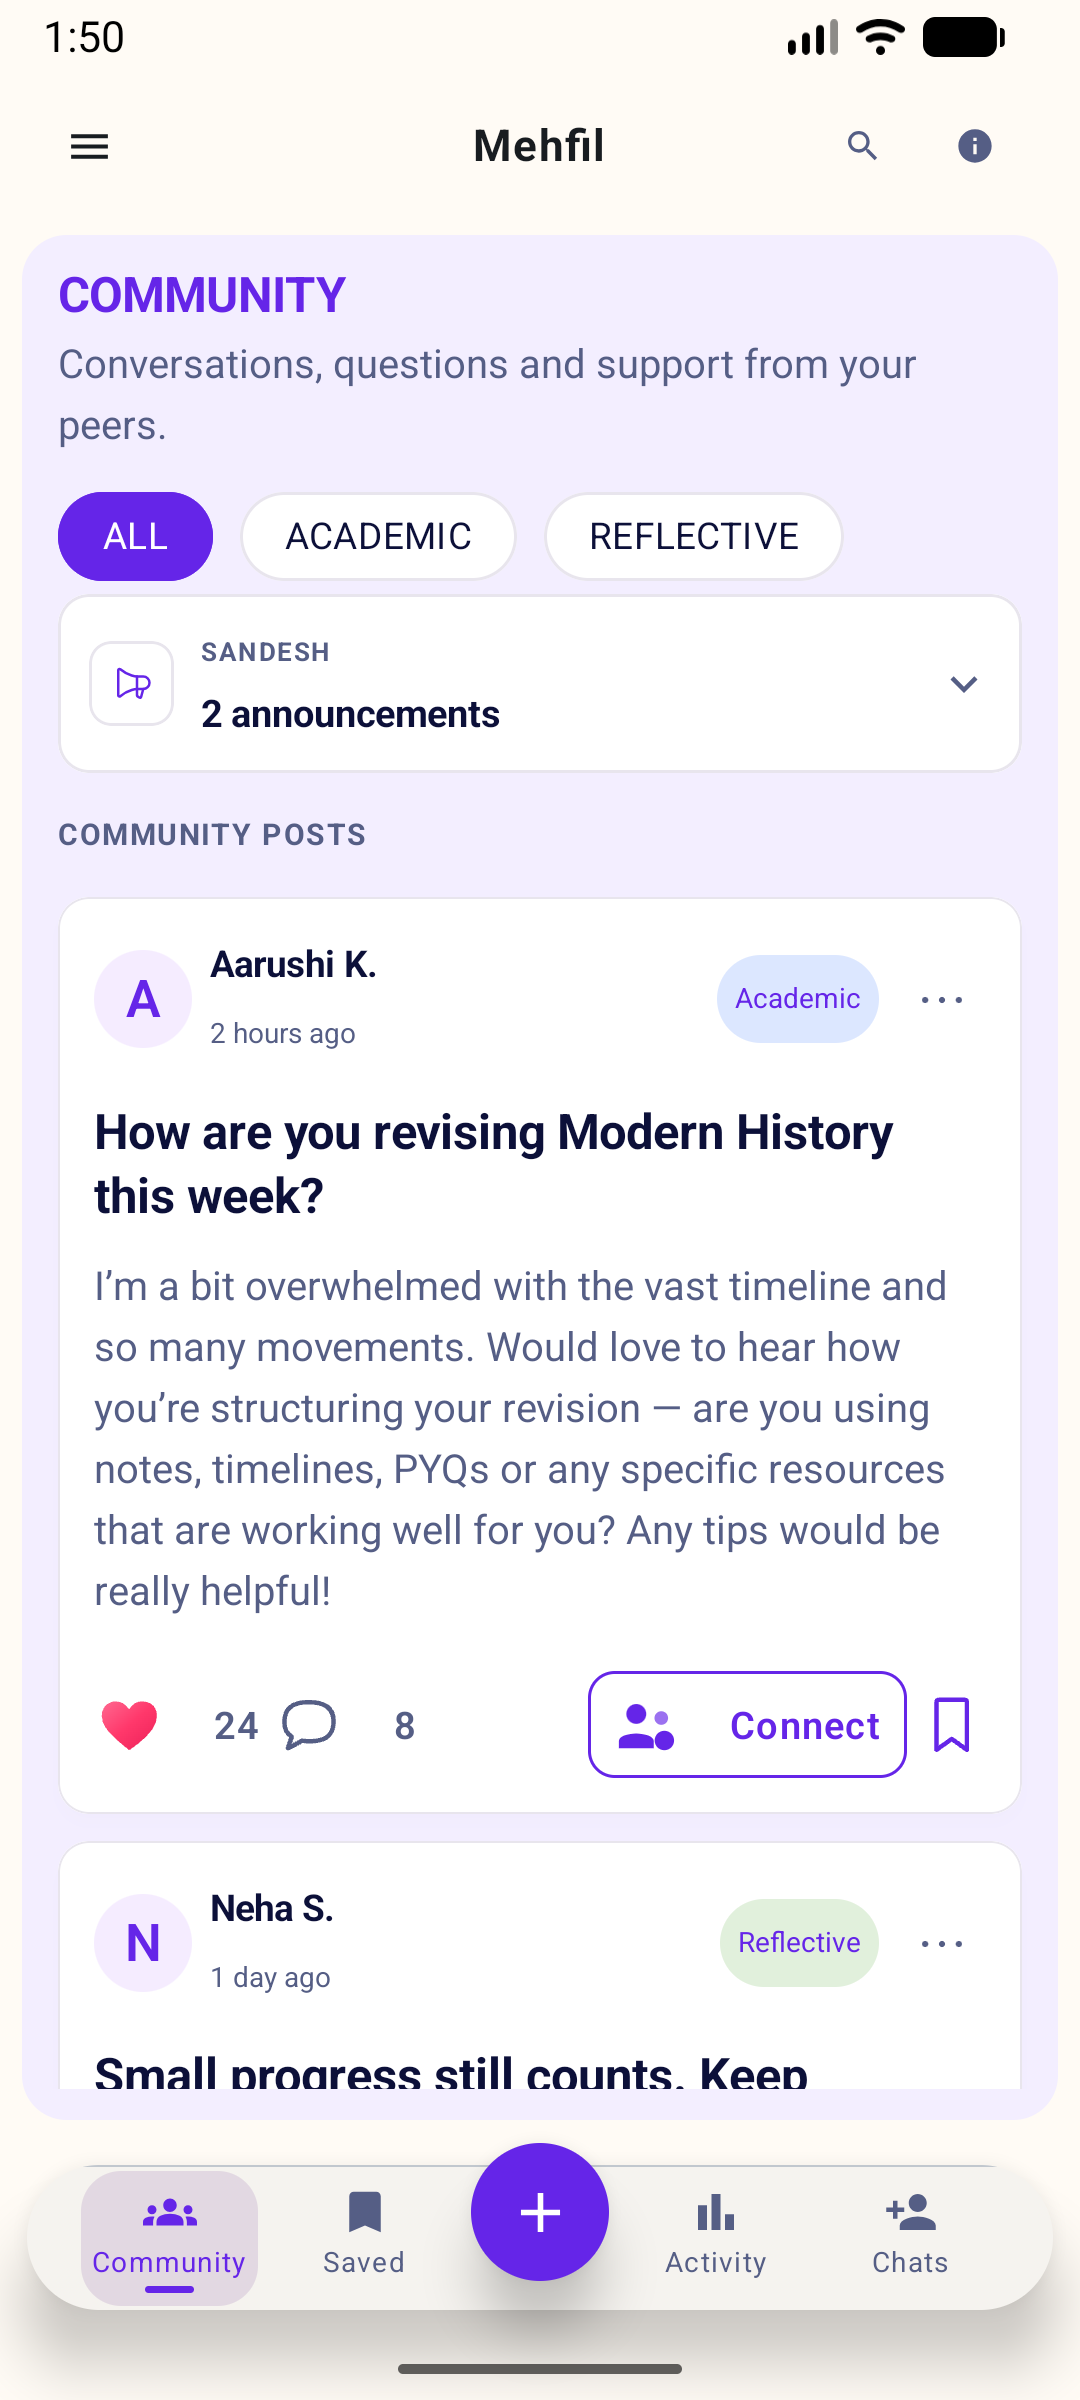 1:50
Mehfil
COMMUNITY
Conversations, questions and support from your
peers.
ALL
ACADEMIC
REFLECTIVE
SANDESH
2 announcements
COMMUNITY POSTS
A
Aarushi K.
2 hours ago
Academic
How are you revising Modern History
this week?
I’m a bit overwhelmed with the vast timeline and
so many movements. Would love to hear how
you’re structuring your revision — are you using
notes, timelines, PYQs or any specific resources
that are working well for you? Any tips would be
really helpful!
24
8
Connect
N
Neha S.
1 day ago
Reflective
Small progress still counts. Keep
Community
Saved
Activity
Chats